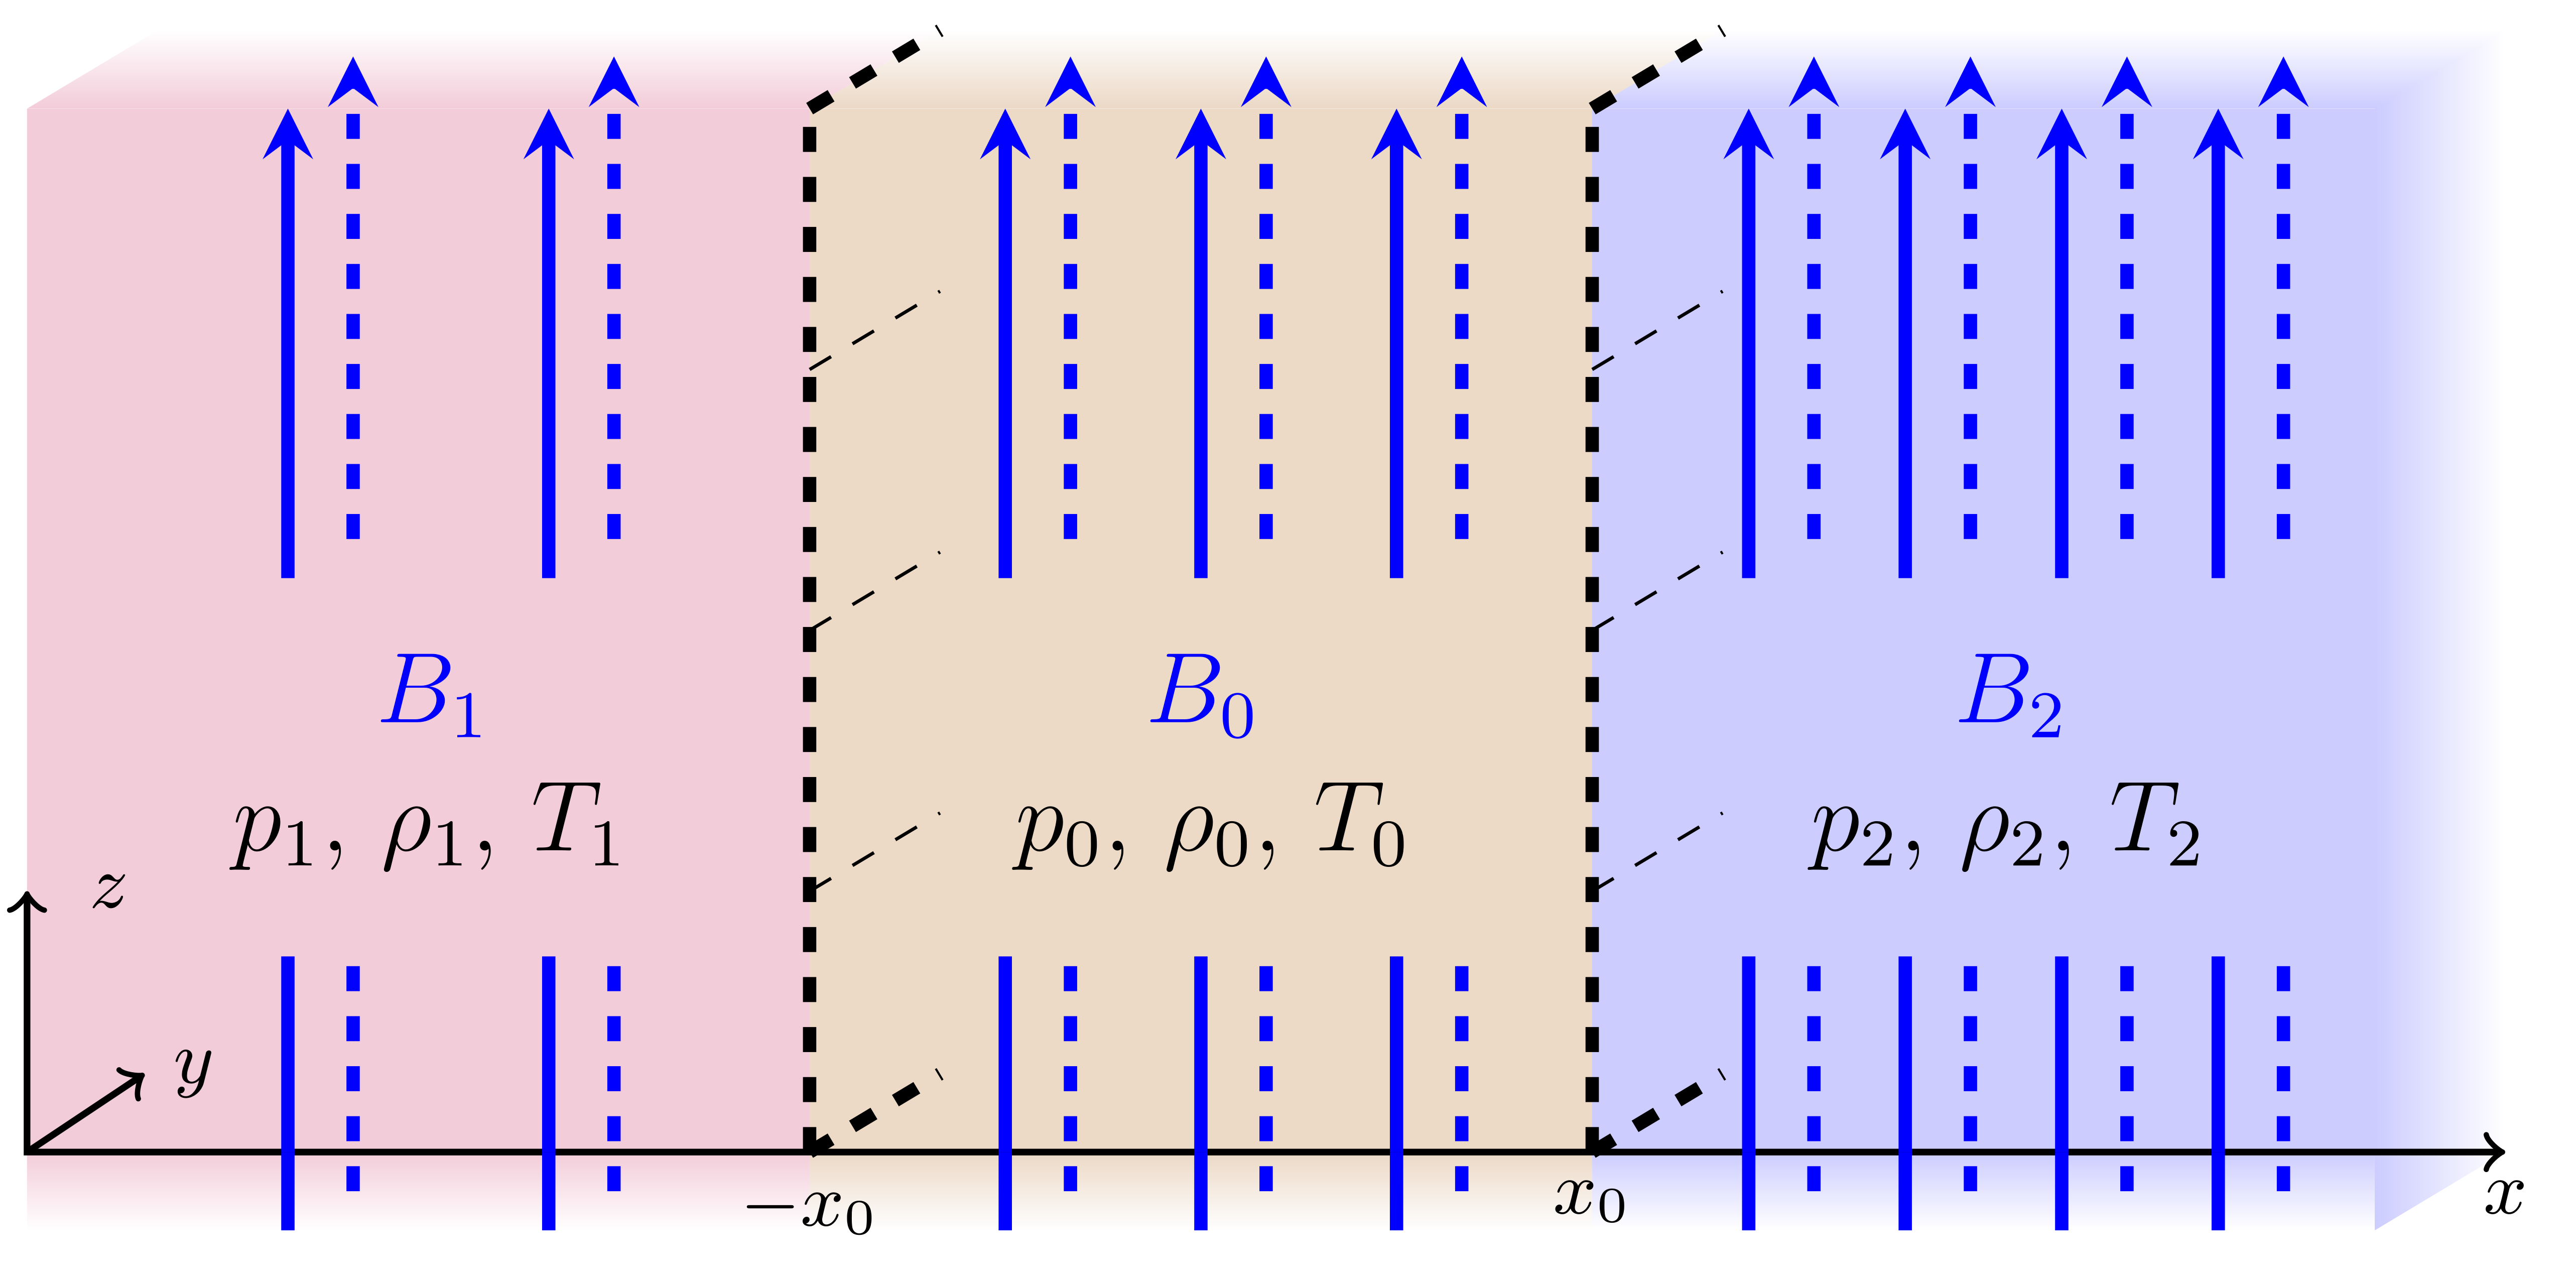 B₁ B₀ B₂
p₁, ρ₁, T₁ p₀, ρ₀, T₀ p₂, ρ₂, T₂
z
y
−x₀ x₀ x